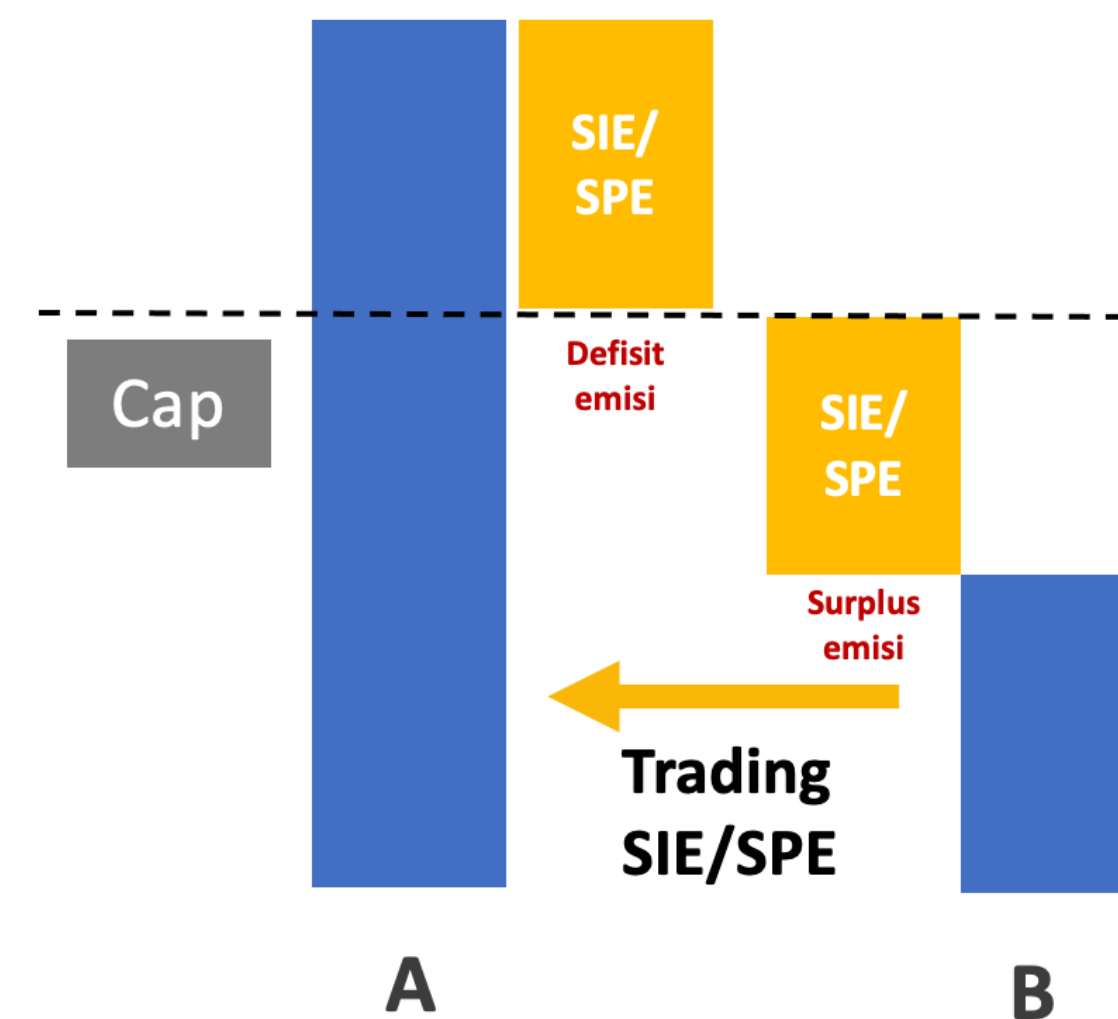 SIE/
SPE
Defisit
emisi
Cap
SIE/
SPE
Surplus
emisi
Trading
SIE/SPE
A
B